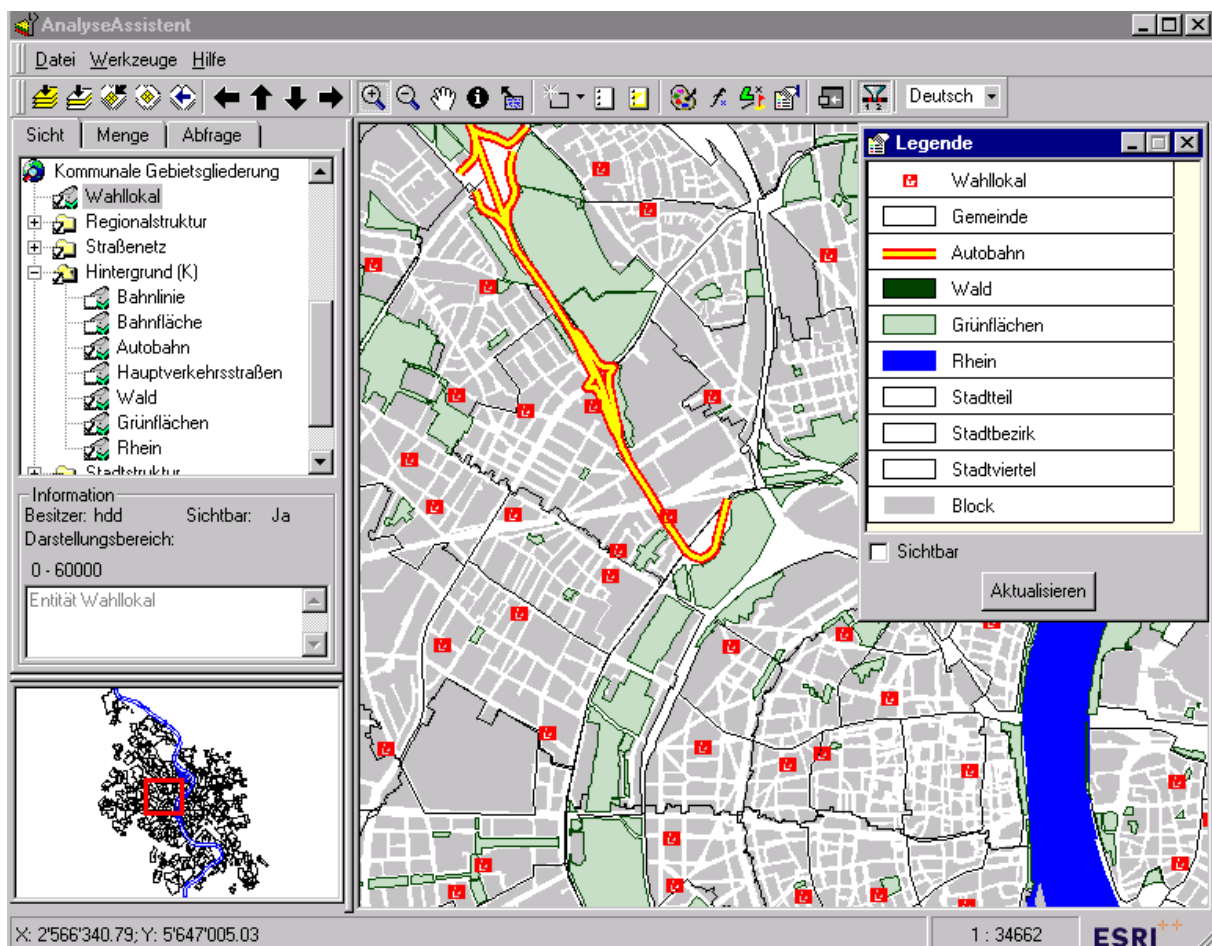 AnalyseAssistent
Datei Werkzeuge Hilfe
Deutsch
Sicht Menge Abfrage
Kommunale Gebietsgliederung
Wahllokal
Regionalstruktur
Straßenetz
Hintergrund (K)
Bahnlinie
Bahnfläche
Autobahn
Hauptverkehrsstraßen
Wald
Grünflächen
Rhein
Stadtstruktur
Information
Besitzer: hdd Sichtbar: Ja
Darstellungsbereich:
0 - 60000
Entität Wahllokal
Legende
Wahllokal
Gemeinde
Autobahn
Wald
Grünflächen
Rhein
Stadtteil
Stadtbezirk
Stadtviertel
Block
Sichtbar
Aktualisieren
X: 2'566'340.79; Y: 5'647'005.03
1 : 34662
ESRI++